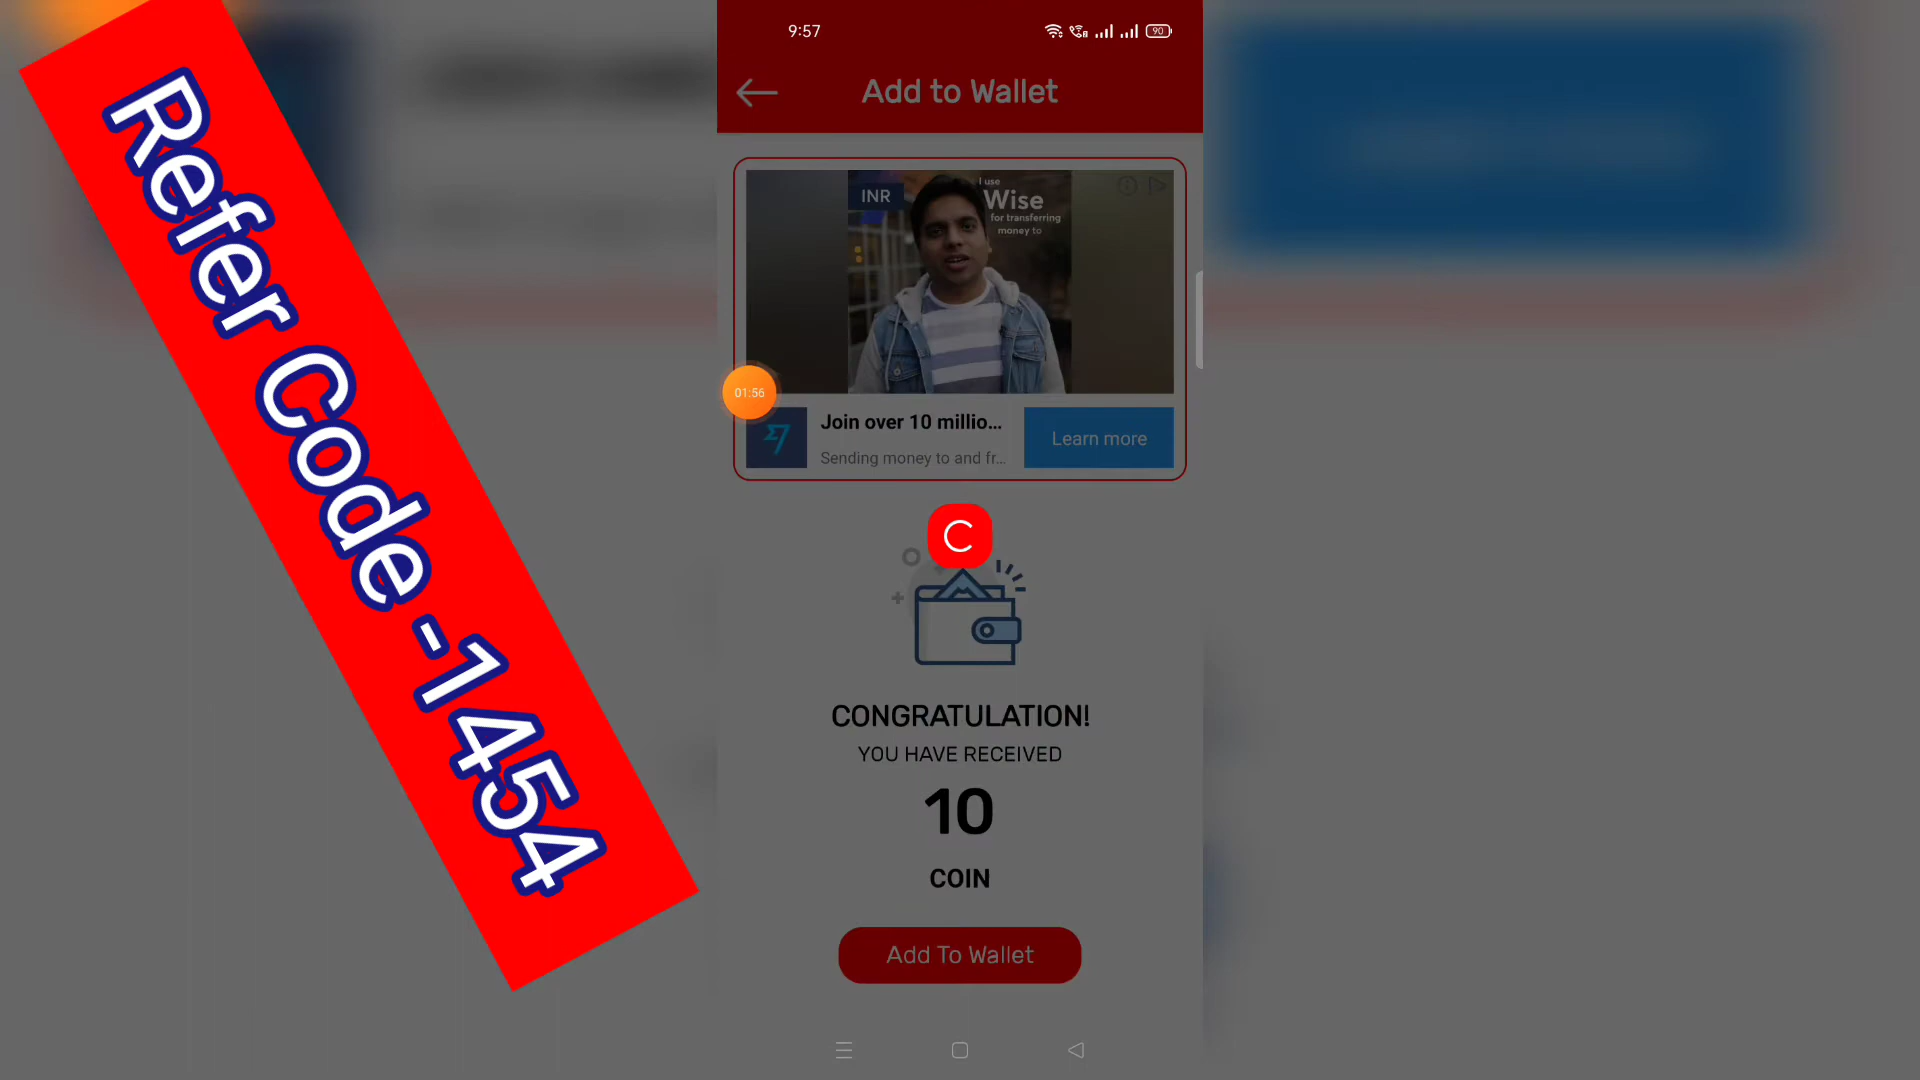 Refer Code -1454
9:57
90
Add to Wallet
INR
I use
Wise
for transferring
money to
01:56
Join over 10 millio...
Sending money to and fr...
Learn more
CONGRATULATION!
YOU HAVE RECEIVED
10
COIN
Add To Wallet